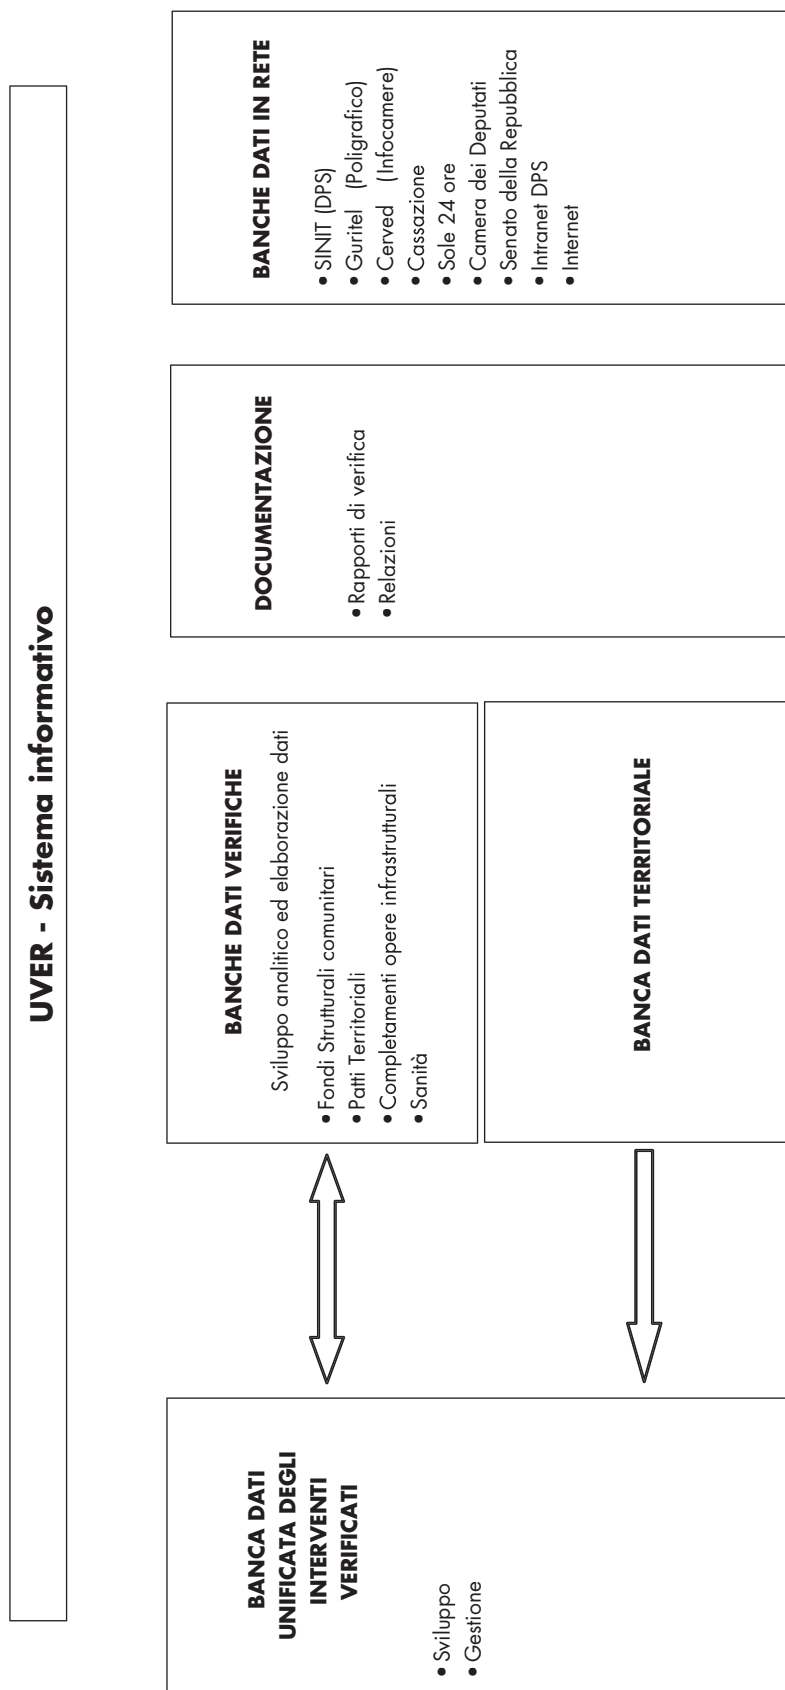 UVER - Sistema informativo
BANCA DATI
UNIFICATA DEGLI
INTERVENTI
VERIFICATI
• Sviluppo
• Gestione
BANCHE DATI VERIFICHE
Sviluppo analitico ed elaborazione dati
• Fondi Strutturali comunitari
• Patti Territoriali
• Completamenti opere infrastrutturali
• Sanità
BANCA DATI TERRITORIALE
DOCUMENTAZIONE
• Rapporti di verifica
• Relazioni
BANCHE DATI IN RETE
• SINIT (DPS)
• Guritel (Poligrafico)
• Cerved (Infocamere)
• Cassazione
• Sole 24 ore
• Camera dei Deputati
• Senato della Repubblica
• Intranet DPS
• Internet